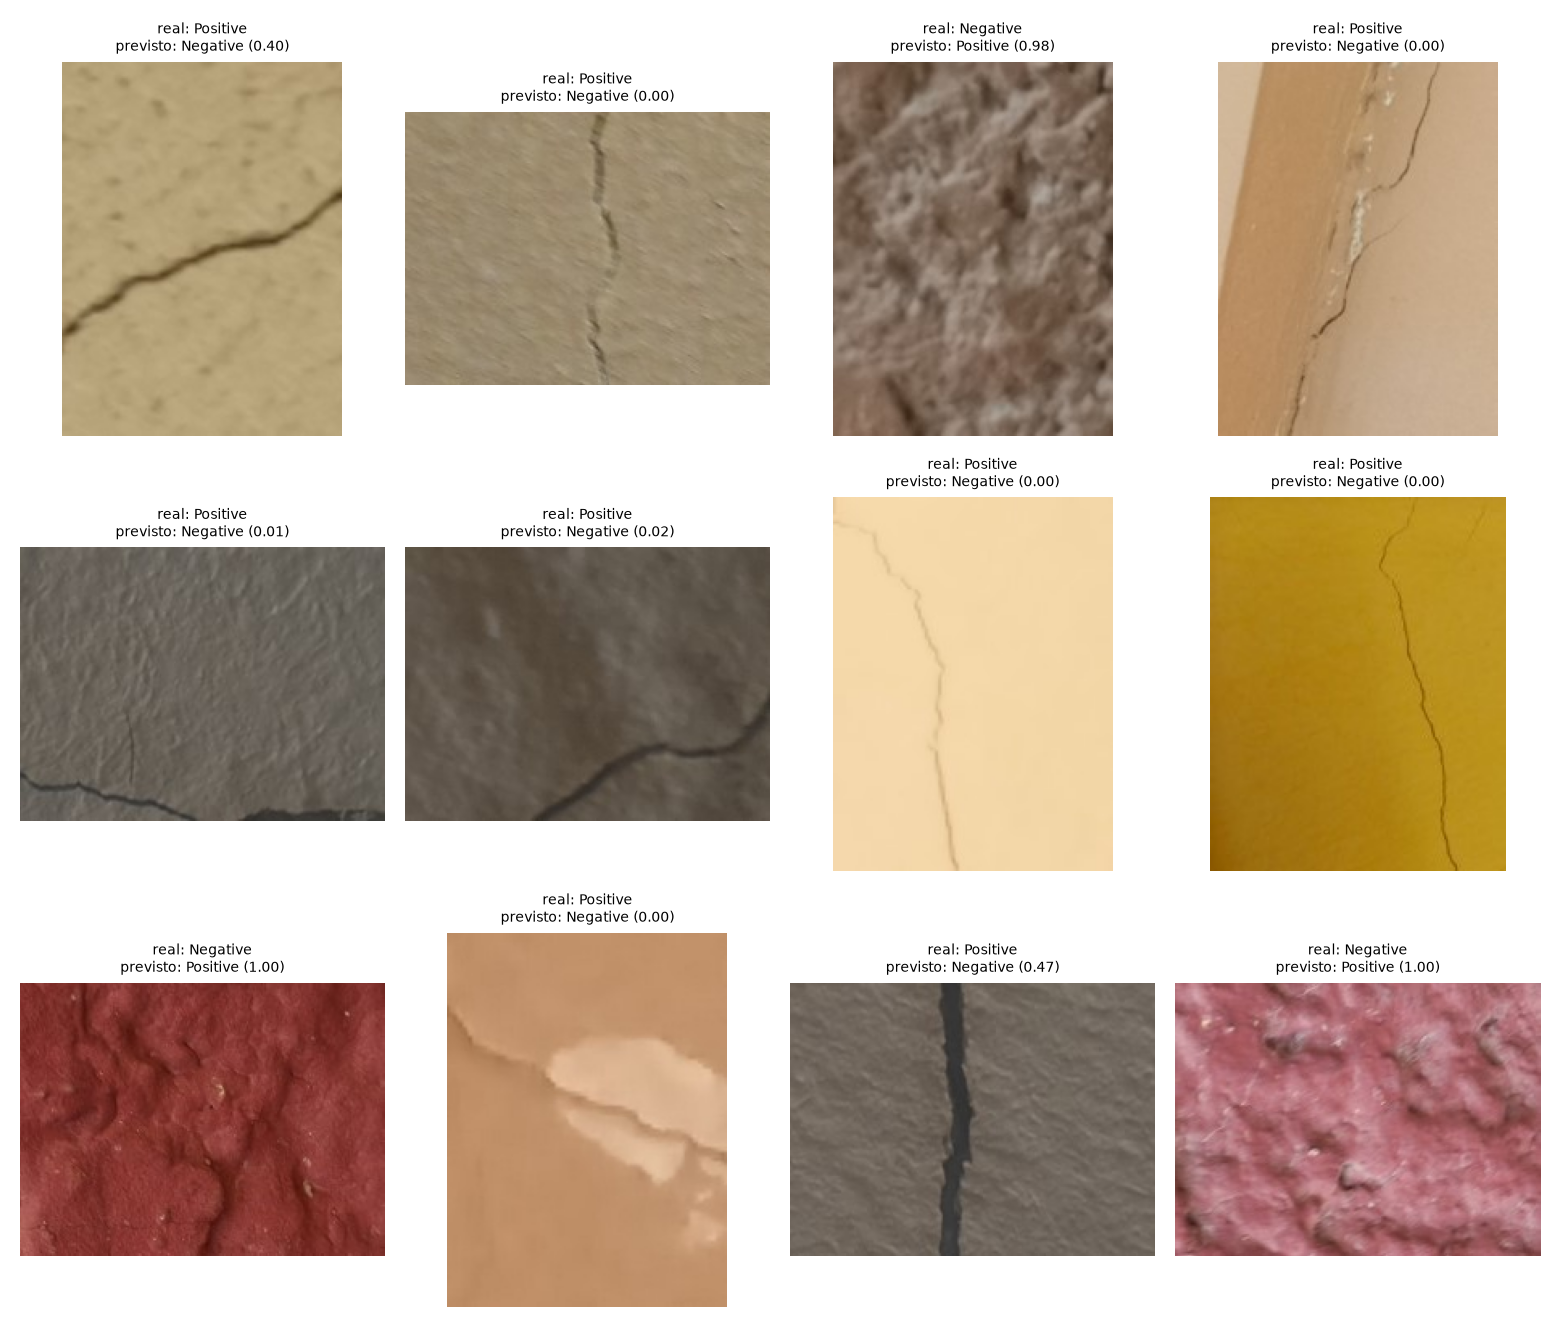 real: Positive
previsto: Negative (0.40)
real: Positive
previsto: Negative (0.00)
real: Negative
previsto: Positive (0.98)
real: Positive
previsto: Negative (0.00)
real: Positive
previsto: Negative (0.01)
real: Positive
previsto: Negative (0.02)
real: Positive
previsto: Negative (0.00)
real: Positive
previsto: Negative (0.00)
real: Negative
previsto: Positive (1.00)
real: Positive
previsto: Negative (0.00)
real: Positive
previsto: Negative (0.47)
real: Negative
previsto: Positive (1.00)